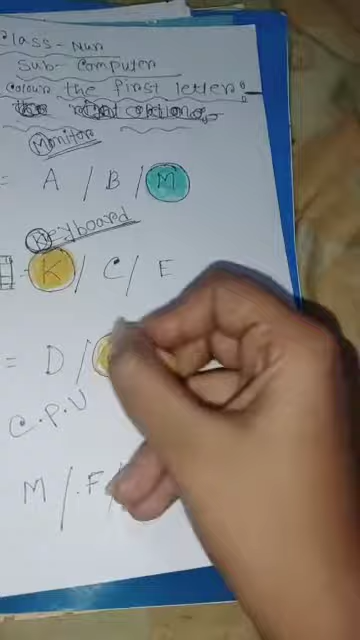 Class - Nur
Sub - Computer
Colour the first letter:
Monitor
= A / B / M
Keyboard
K / C / E
= D /
C.P.U
M / F /